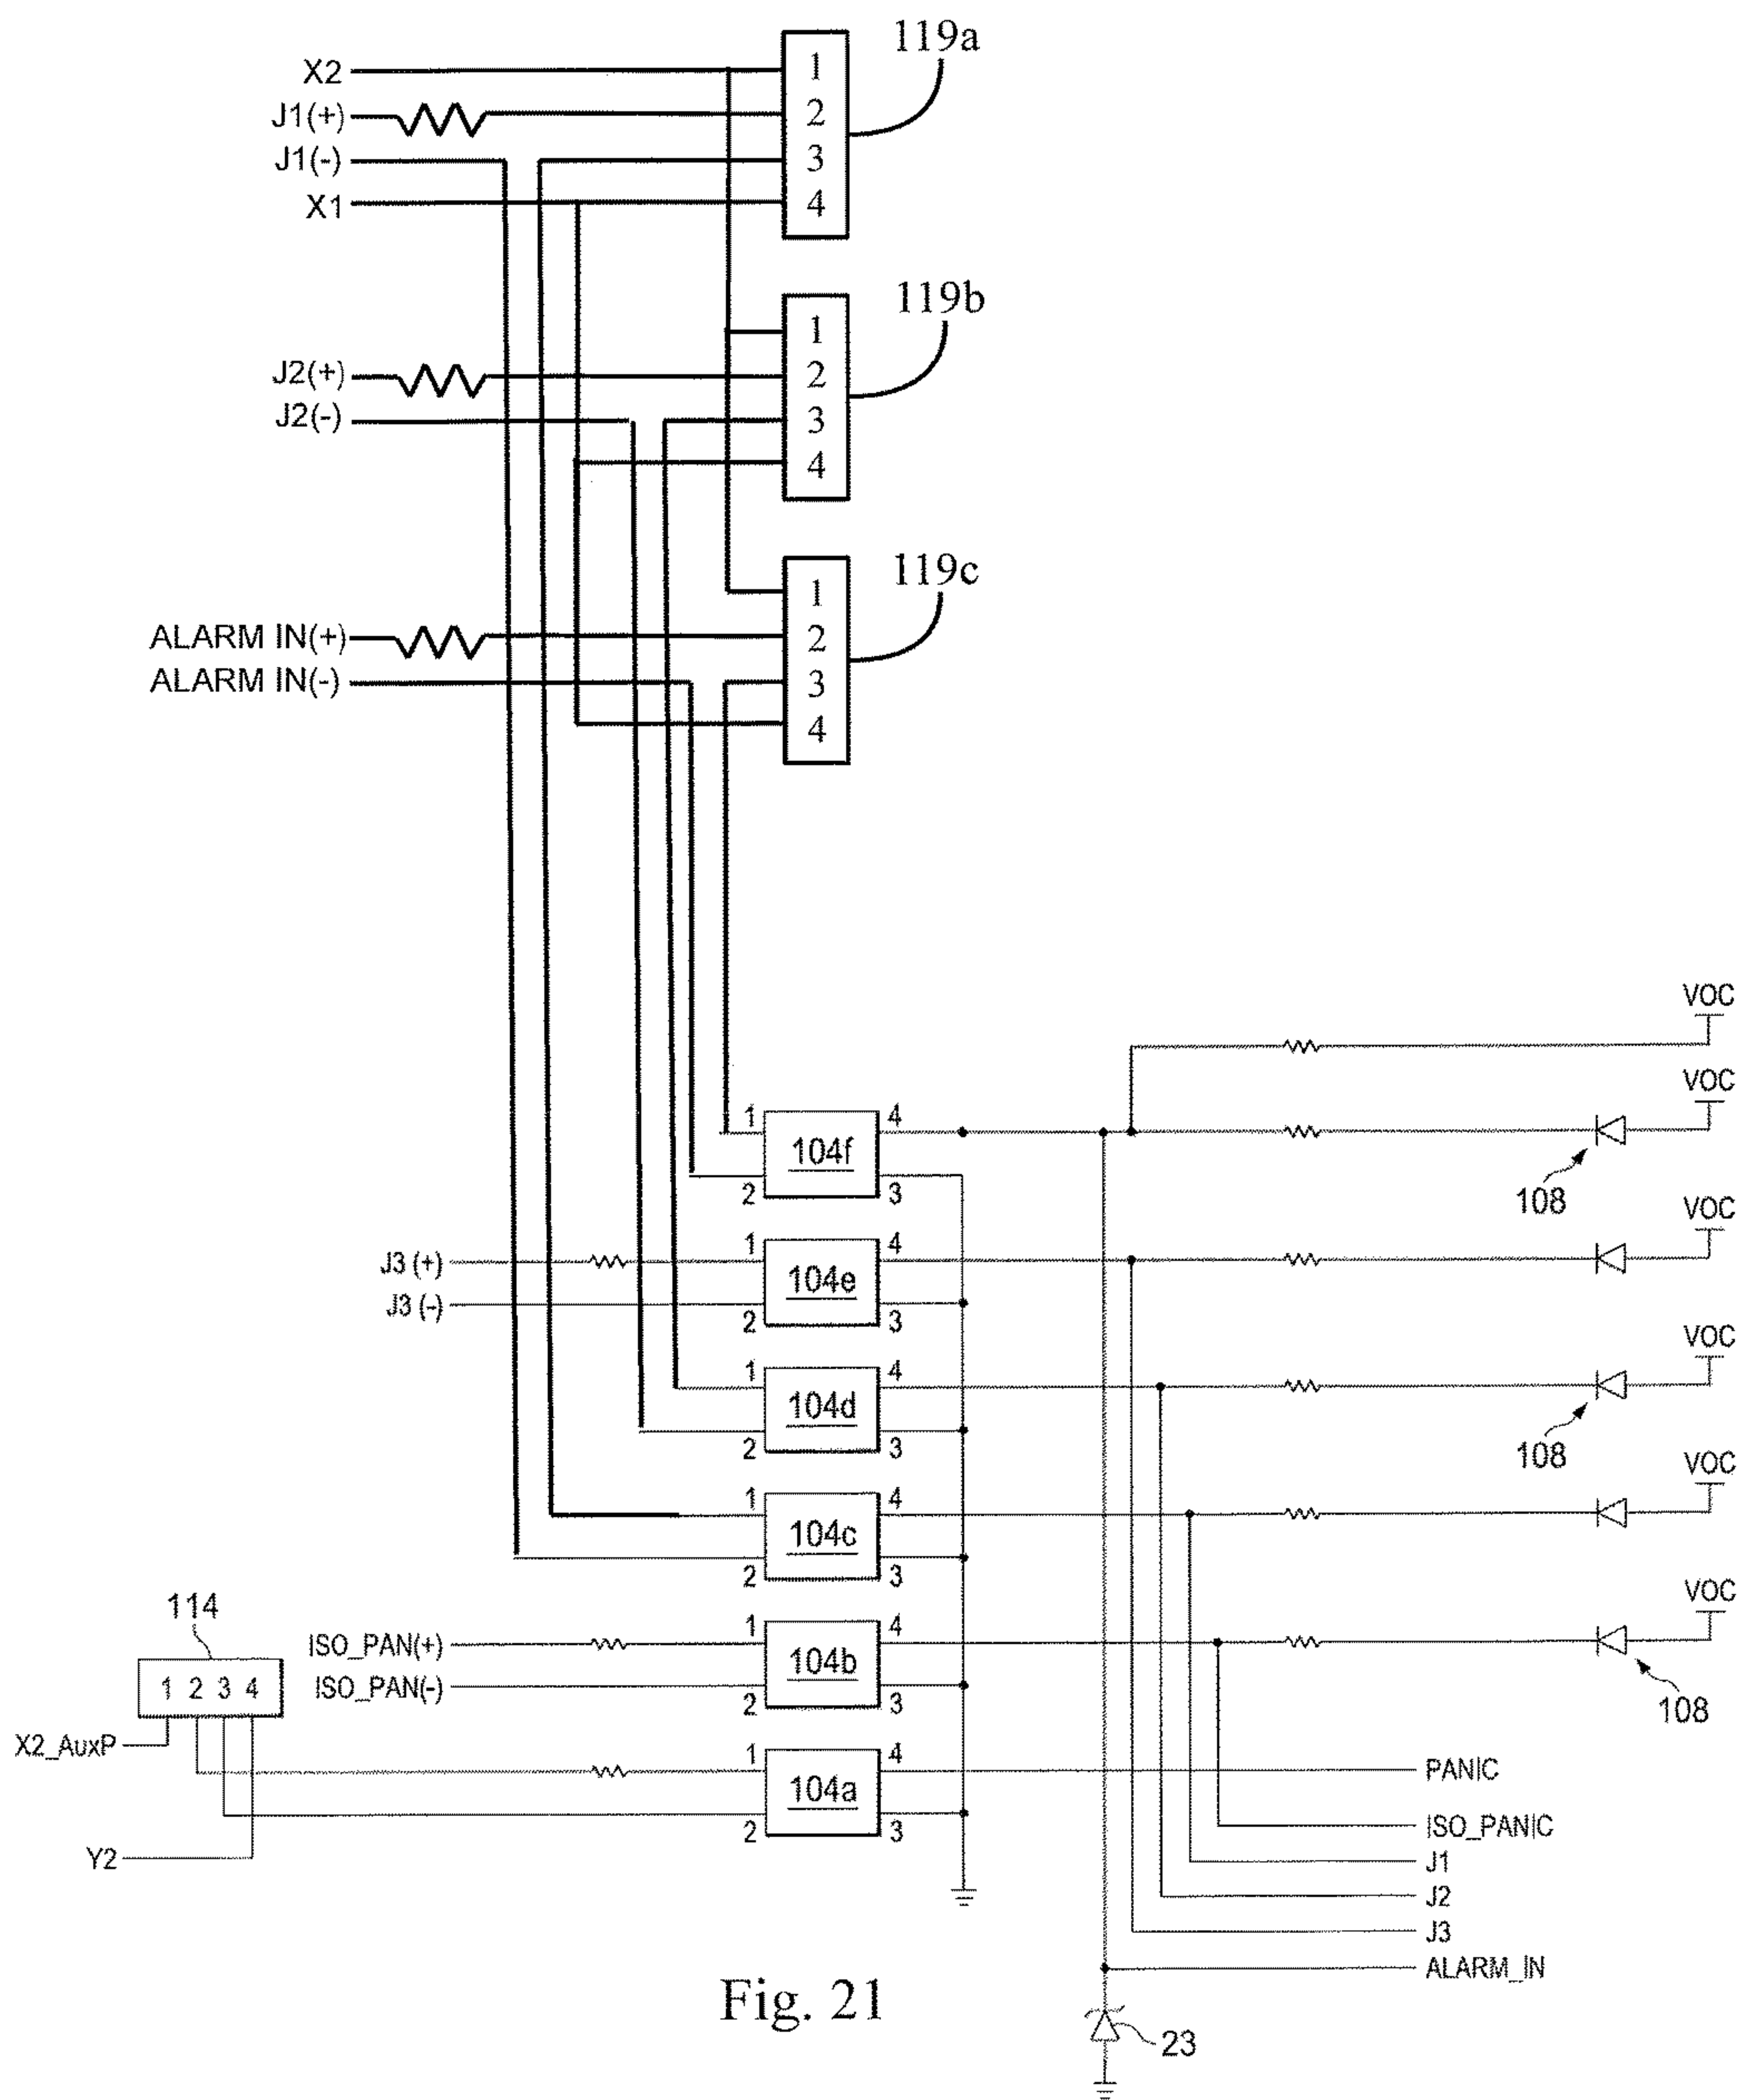 119a
X2
1
J1(+)
2
J1(-)
3
X1
4
119b
1
J2(+)
2
J2(-)
3
4
119c
1
ALARM IN(+)
2
ALARM IN(-)
3
4
VOC
VOC
1 104f 4
2 3
108
VOC
J3 (+)
1 104e 4
J3 (-)
2 3
VOC
1 104d 4
2 3
108
VOC
1 104c 4
2 3
114
VOC
1 2 3 4
ISO_PAN(+)
1 104b 4
ISO_PAN(-)
2 3
108
X2_AuxP
1 104a 4
2 3
Y2
PANIC
ISO_PANIC
J1
J2
J3
ALARM_IN
23
Fig. 21